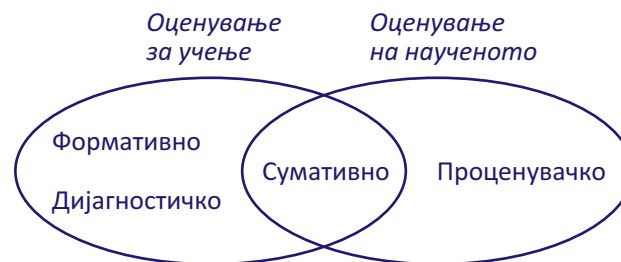 Оценување
за учење
Оценување
на наученото
Формативно
Дијагностичко
Сумативно
Проценувачко